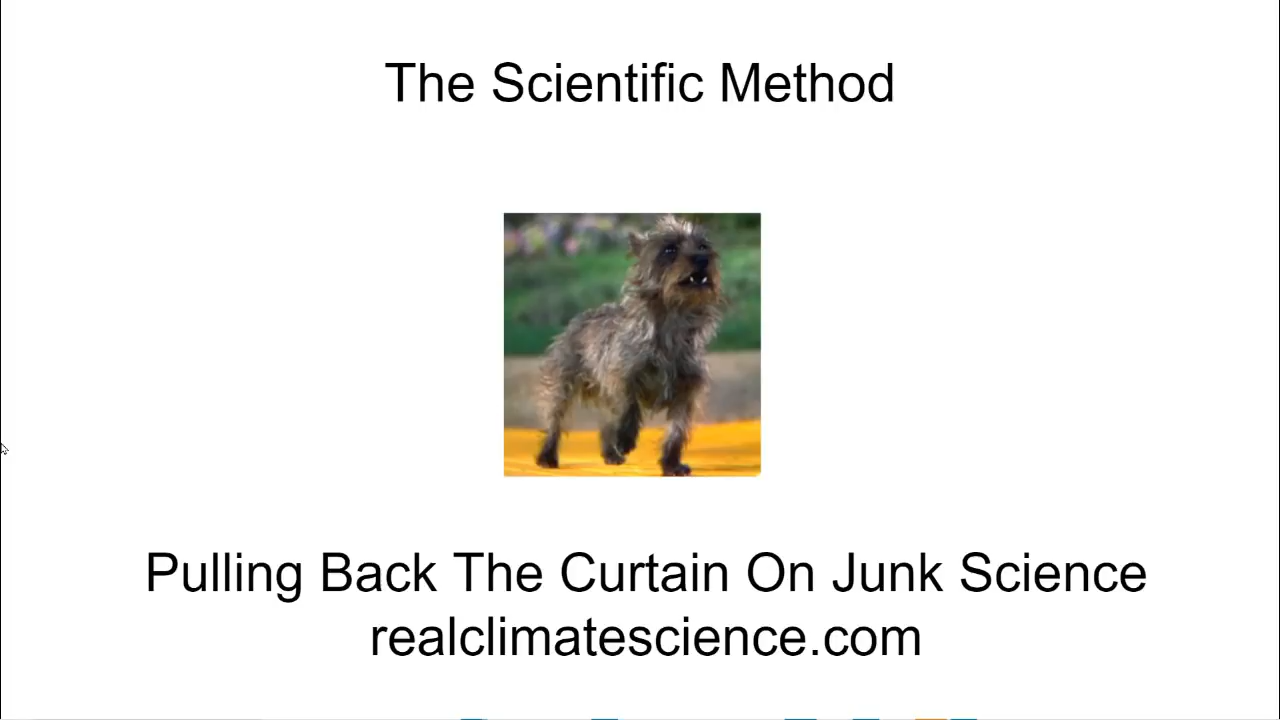 The Scientific Method
Pulling Back The Curtain On Junk Science
realclimatescience.com